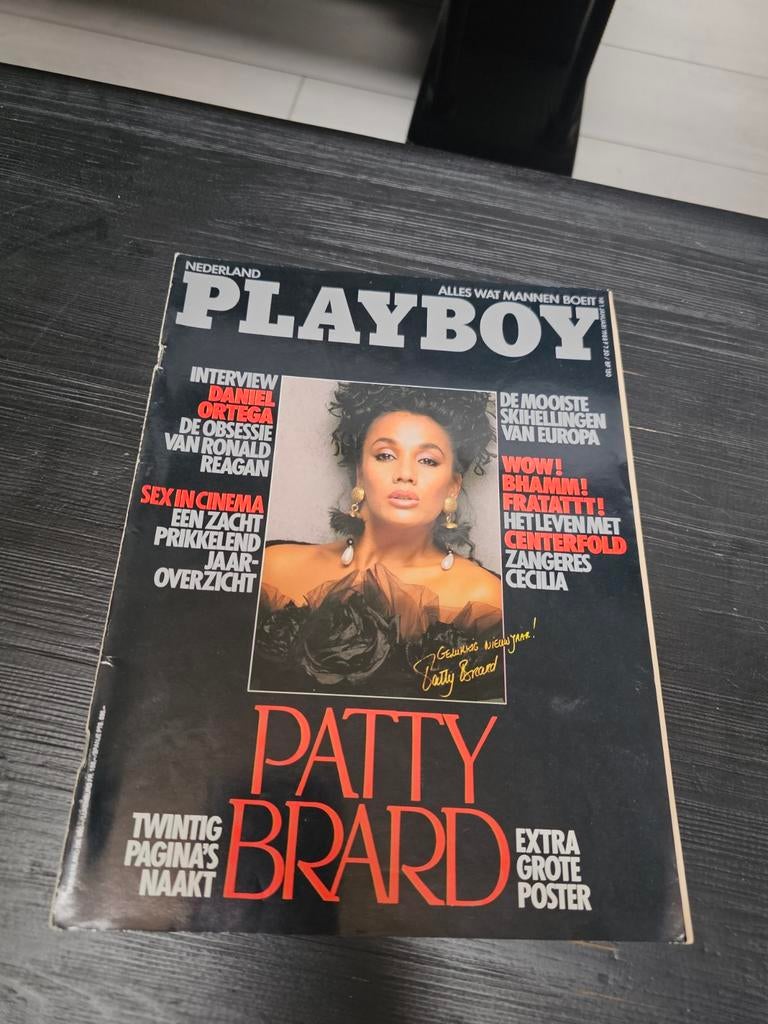 NEDERLAND
ALLES WAT MANNEN BOEIT
PLAYBOY
INTERVIEW
DANIEL
ORTEGA
DE OBSESSIE
VAN RONALD
REAGAN
SEX IN CINEMA
EEN ZACHT
PRIKKELEND
JAAR-
OVERZICHT
DE MOOISTE
SKIHELLINGEN
VAN EUROPA
WOW!
BHAMM!
FRATATTT!
HET LEVEN MET
CENTERFOLD
ZANGERES
CECILIA
GELUKKIG NIEUWJAAR!
Patty Brard
PATTY
BRARD
TWINTIG
PAGINA'S
NAAKT
EXTRA
GROTE
POSTER